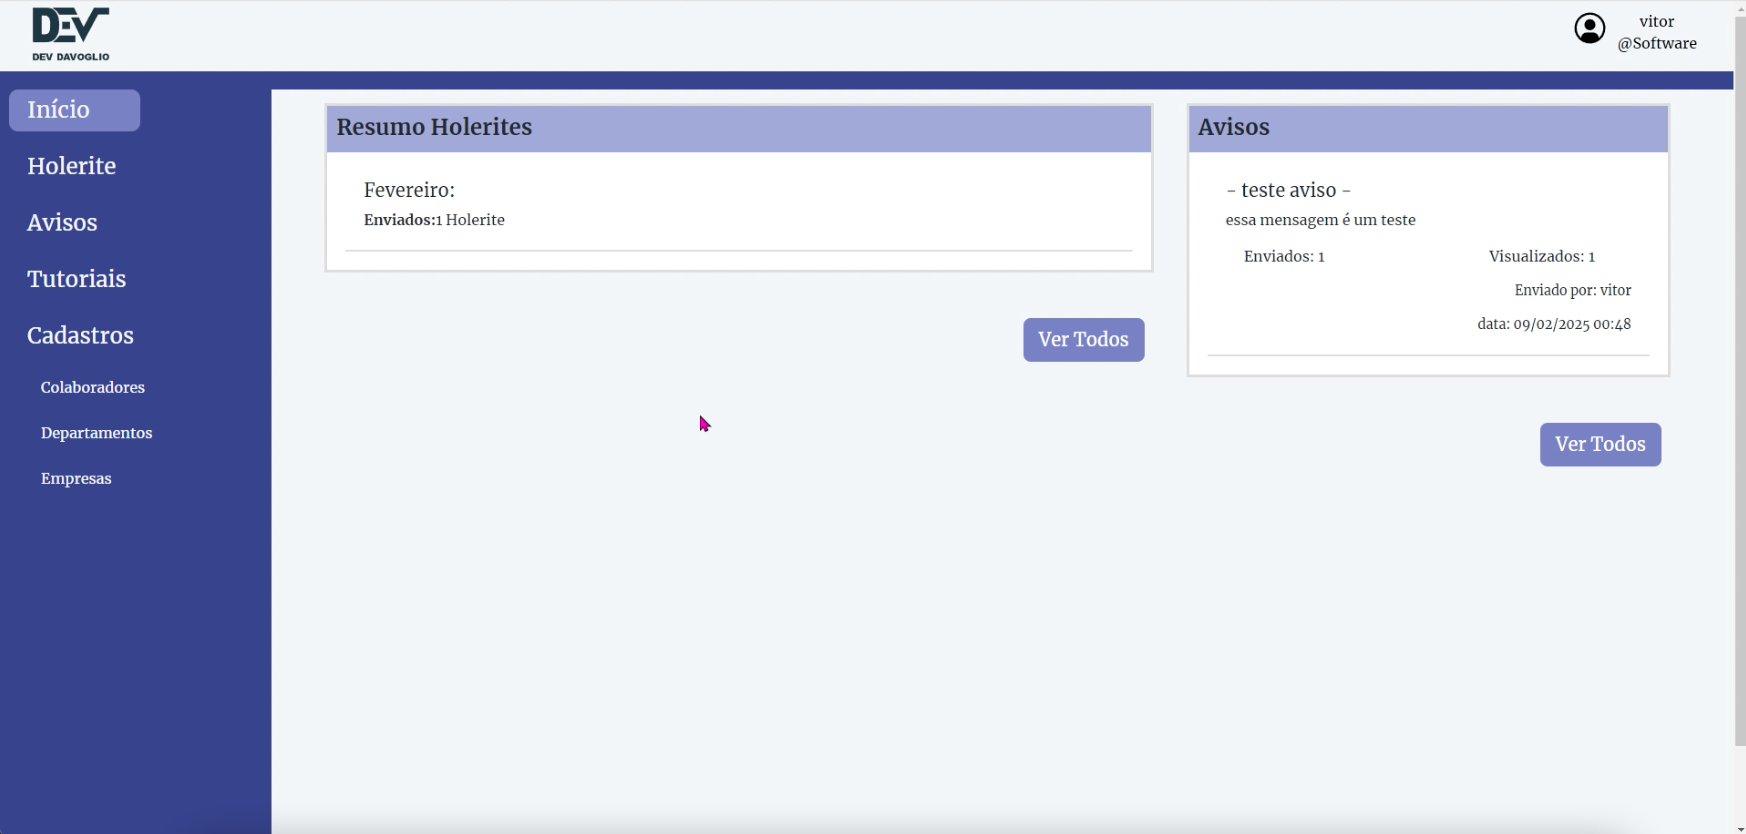 DEV
DEV DAVOGLIO
vitor
@Software
Início
Holerite
Avisos
Tutoriais
Cadastros
Colaboradores
Departamentos
Empresas
Resumo Holerites
Fevereiro:
Enviados:1 Holerite
Ver Todos
Avisos
- teste aviso -
essa mensagem é um teste
Enviados: 1 Visualizados: 1
Enviado por: vitor
data: 09/02/2025 00:48
Ver Todos